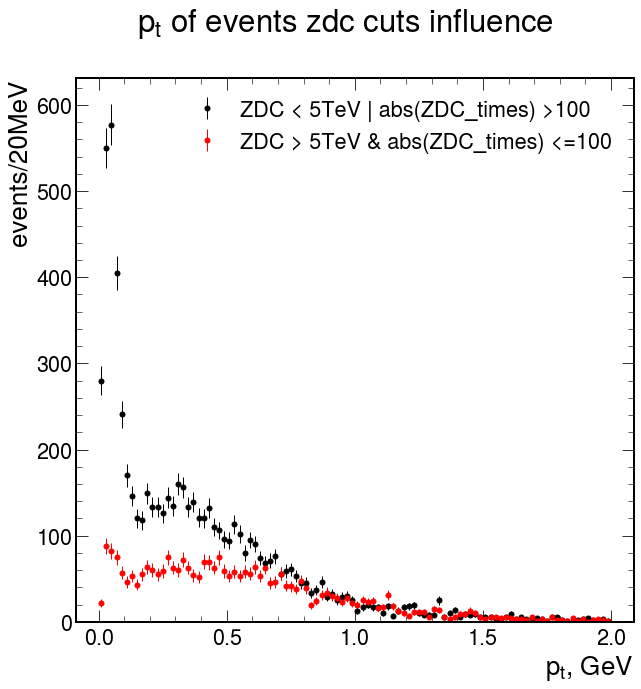 pt of events zdc cuts influence
events/20MeV
ZDC < 5TeV | abs(ZDC_times) >100
ZDC > 5TeV & abs(ZDC_times) <=100
600
500
400
300
200
100
0
0.0 0.5 1.0 1.5 2.0
pt, GeV